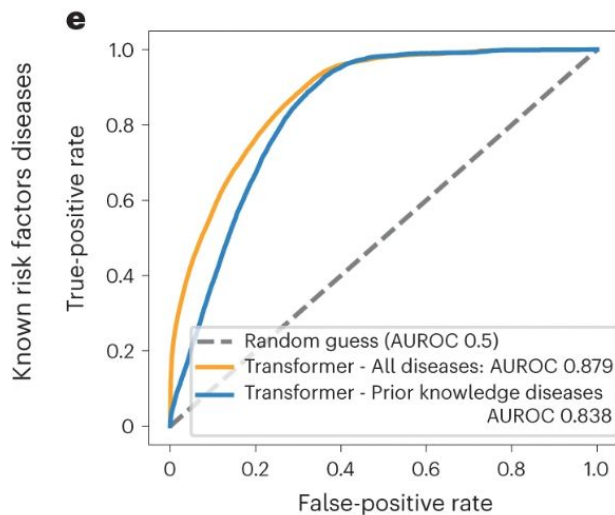 e
Known risk factors diseases
True-positive rate
1.0
0.8
0.6
0.4
0.2
0
Random guess (AUROC 0.5)
Transformer - All diseases: AUROC 0.879
Transformer - Prior knowledge diseases
AUROC 0.838
0
0.2
0.4
0.6
0.8
1.0
False-positive rate